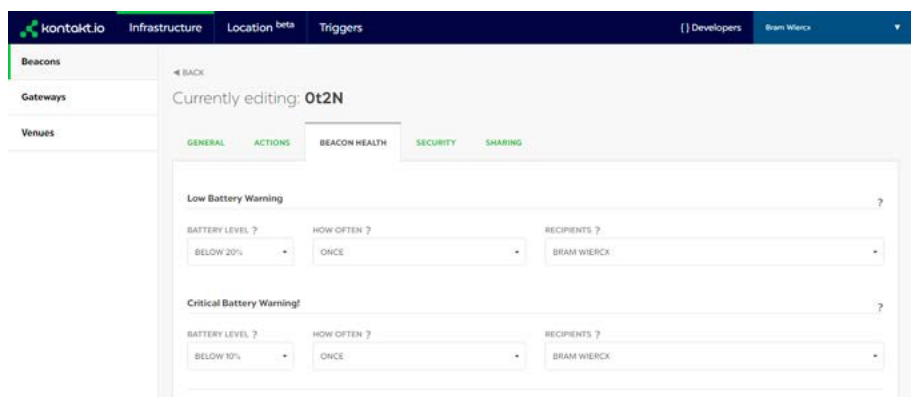 kontakt.io Infrastructure Location beta Triggers { } Developers Bram Wiercx
Beacons
Gateways
Venues
BACK
Currently editing: 0t2N
GENERAL ACTIONS BEACON HEALTH SECURITY SHARING
Low Battery Warning ?
BATTERY LEVEL ? HOW OFTEN ? RECIPIENTS ?
BELOW 20% ONCE BRAM WIERCX
Critical Battery Warning! ?
BATTERY LEVEL ? HOW OFTEN ? RECIPIENTS ?
BELOW 10% ONCE BRAM WIERCX